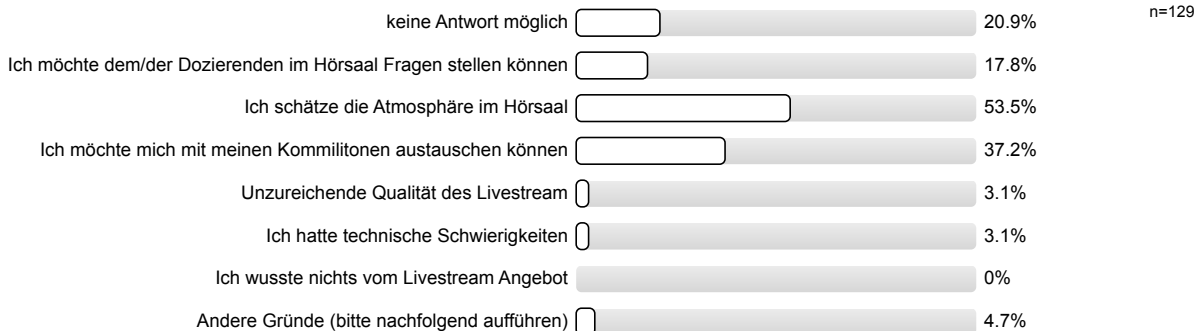 keine Antwort möglich 20.9% n=129
Ich möchte dem/der Dozierenden im Hörsaal Fragen stellen können 17.8%
Ich schätze die Atmosphäre im Hörsaal 53.5%
Ich möchte mich mit meinen Kommilitonen austauschen können 37.2%
Unzureichende Qualität des Livestream 3.1%
Ich hatte technische Schwierigkeiten 3.1%
Ich wusste nichts vom Livestream Angebot 0%
Andere Gründe (bitte nachfolgend aufführen) 4.7%